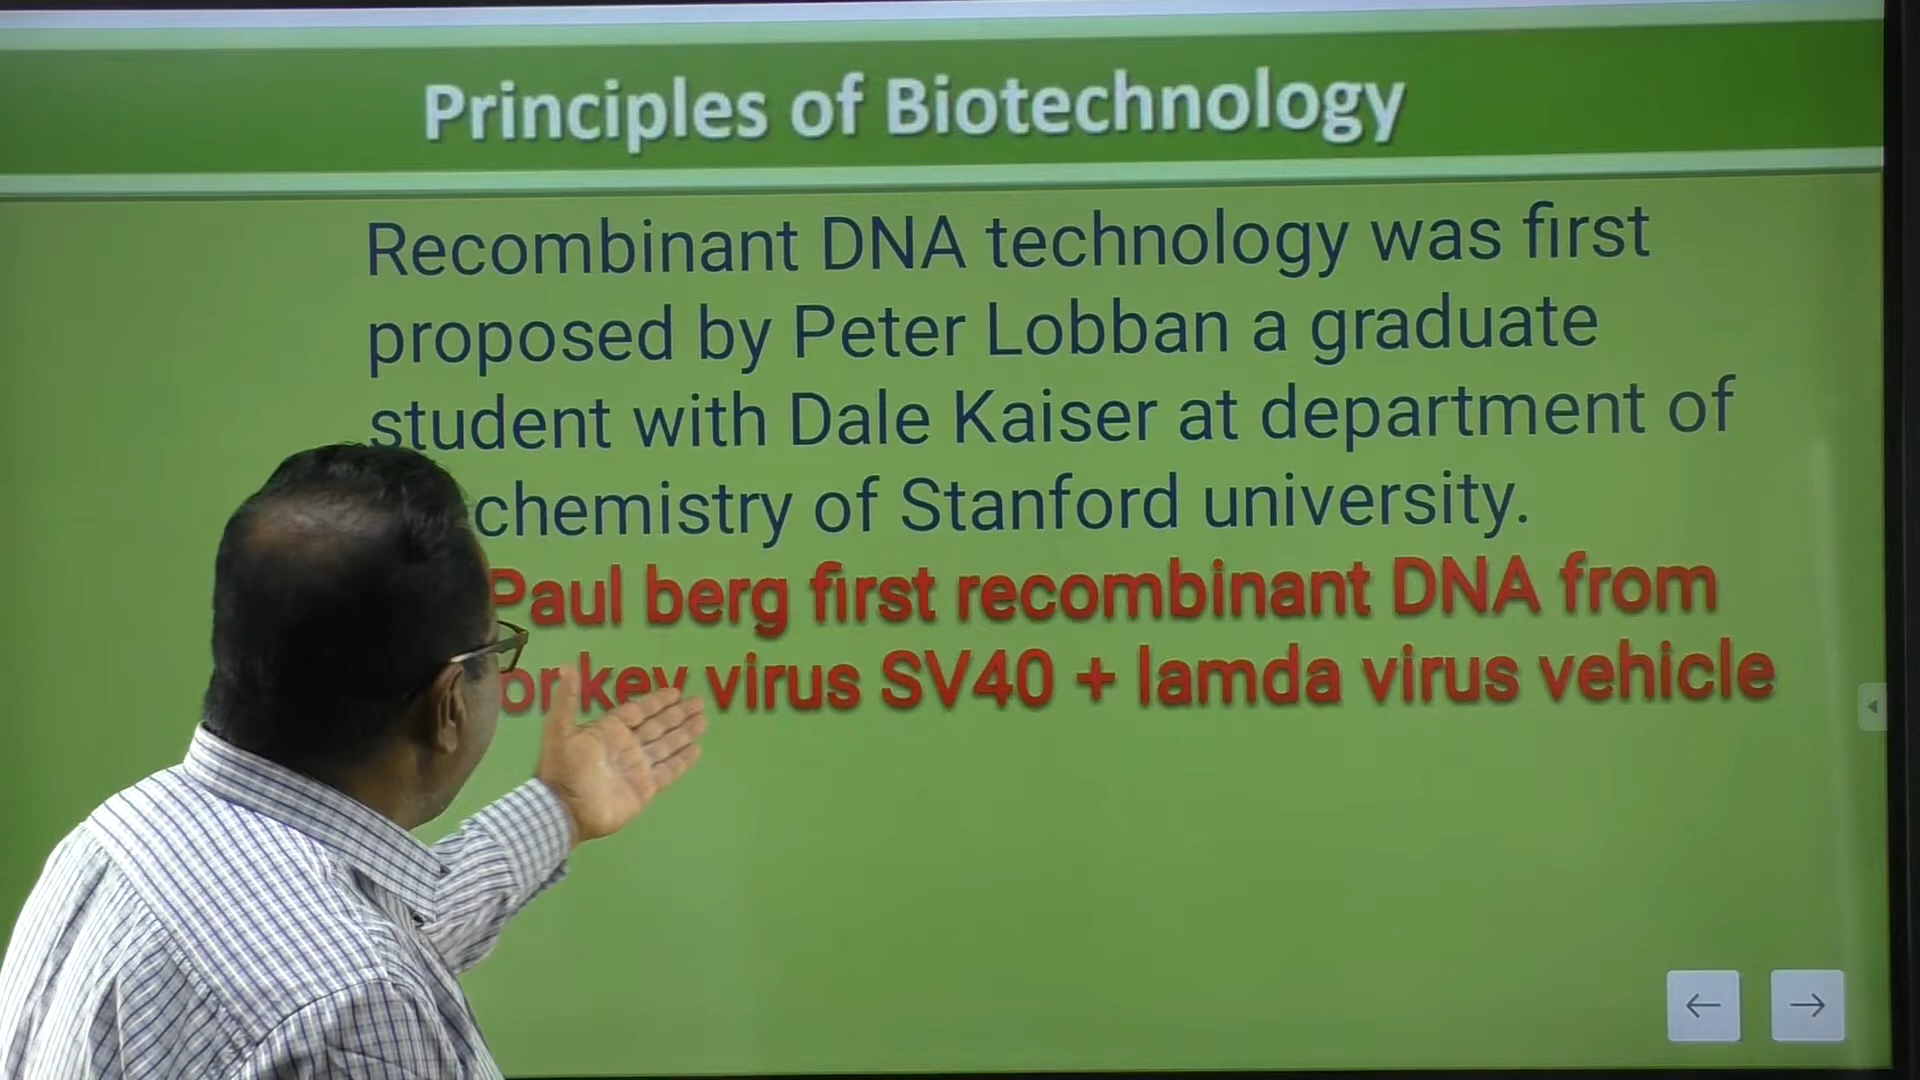 Principles of Biotechnology
Recombinant DNA technology was first
proposed by Peter Lobban a graduate
student with Dale Kaiser at department of
chemistry of Stanford university.
Paul berg first recombinant DNA from
virus SV40 + lamda virus vehicle